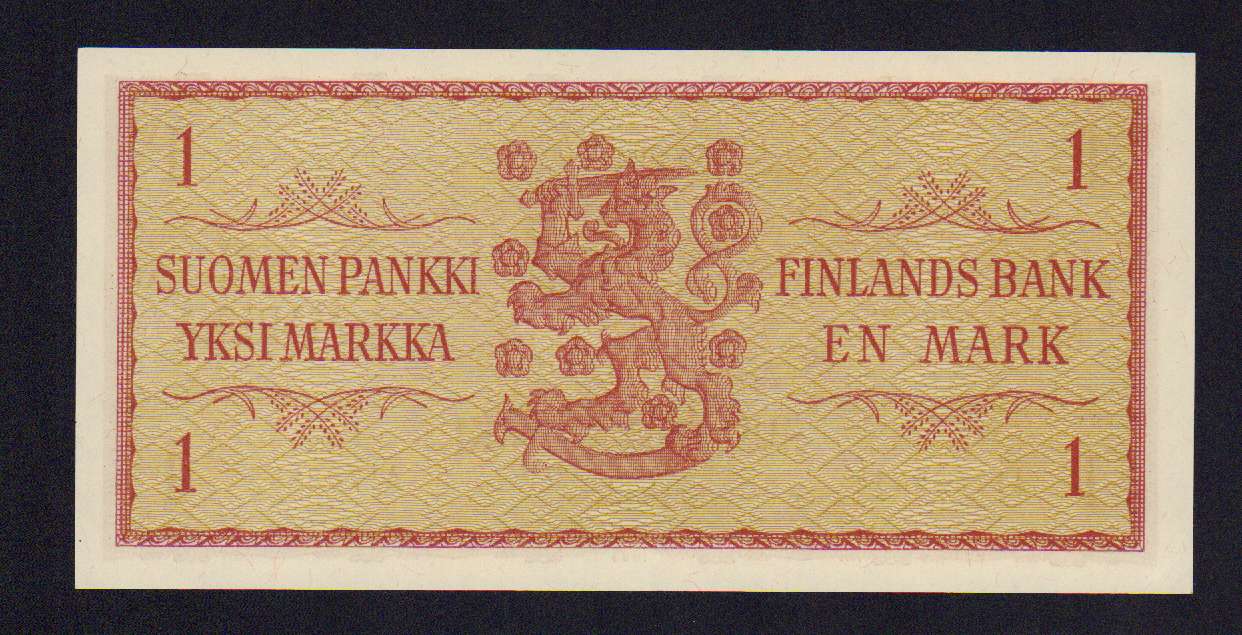 1 1
SUOMEN PANKKI
YKSI MARKKA
FINLANDS BANK
EN MARK
1 1